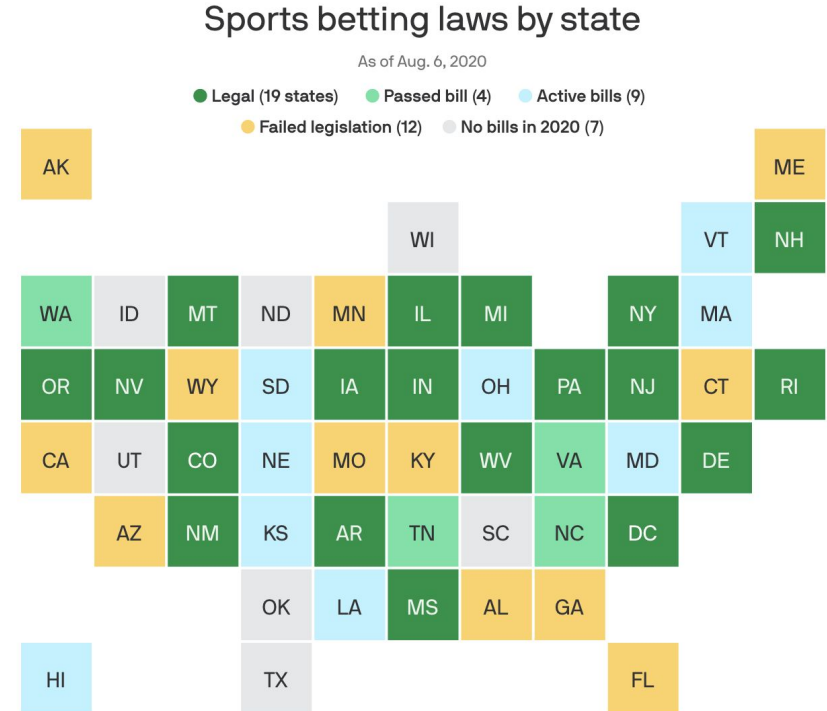 Sports betting laws by state
As of Aug. 6, 2020
Legal (19 states) Passed bill (4) Active bills (9)
Failed legislation (12) No bills in 2020 (7)
AK ME
WI VT NH
WA ID MT ND MN IL MI NY MA
OR NV WY SD IA IN OH PA NJ CT RI
CA UT CO NE MO KY WV VA MD DE
AZ NM KS AR TN SC NC DC
OK LA MS AL GA
HI TX FL